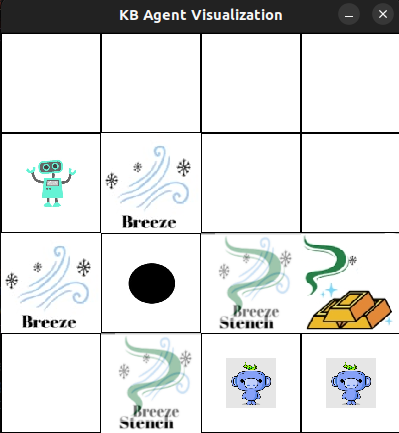 KB Agent Visualization
Breeze
Breeze
Breeze
Stench
Breeze
Stench